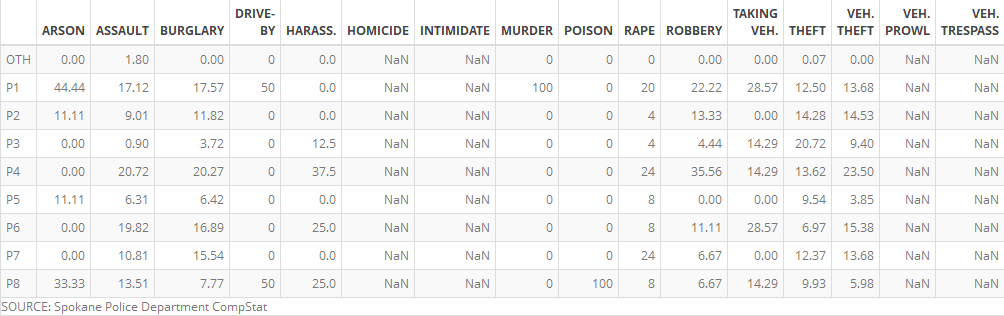 ARSON ASSAULT BURGLARY DRIVE-BY HARASS. HOMICIDE INTIMIDATE MURDER POISON RAPE ROBBERY TAKING VEH. THEFT VEH. THEFT VEH. PROWL VEH. TRESPASS
OTH 0.00 1.80 0.00 0 0.0 NaN NaN 0 0 0 0.00 0.00 0.07 0.00 NaN NaN
P1 44.44 17.12 17.57 50 0.0 NaN NaN 100 0 20 22.22 28.57 12.50 13.68 NaN NaN
P2 11.11 9.01 11.82 0 0.0 NaN NaN 0 0 4 13.33 0.00 14.28 14.53 NaN NaN
P3 0.00 0.90 3.72 0 12.5 NaN NaN 0 0 4 4.44 14.29 20.72 9.40 NaN NaN
P4 0.00 20.72 20.27 0 37.5 NaN NaN 0 0 24 35.56 14.29 13.62 23.50 NaN NaN
P5 11.11 6.31 6.42 0 0.0 NaN NaN 0 0 8 0.00 0.00 9.54 3.85 NaN NaN
P6 0.00 19.82 16.89 0 25.0 NaN NaN 0 0 8 11.11 28.57 6.97 15.38 NaN NaN
P7 0.00 10.81 15.54 0 0.0 NaN NaN 0 0 24 6.67 0.00 12.37 13.68 NaN NaN
P8 33.33 13.51 7.77 50 25.0 NaN NaN 0 100 8 6.67 14.29 9.93 5.98 NaN NaN
SOURCE: Spokane Police Department CompStat